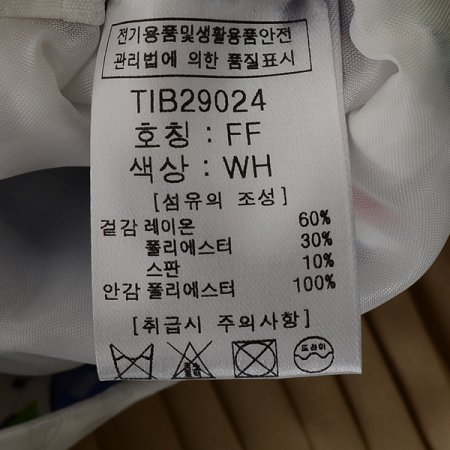 전기용품및생활용품안전
관리법에 의한 품질표시
TIB29024
호칭 : FF
색상 : WH
[섬유의 조성]
겉감 레이온 60%
폴리에스터 30%
스판 10%
안감 폴리에스터 100%
[취급시 주의사항]
드라이